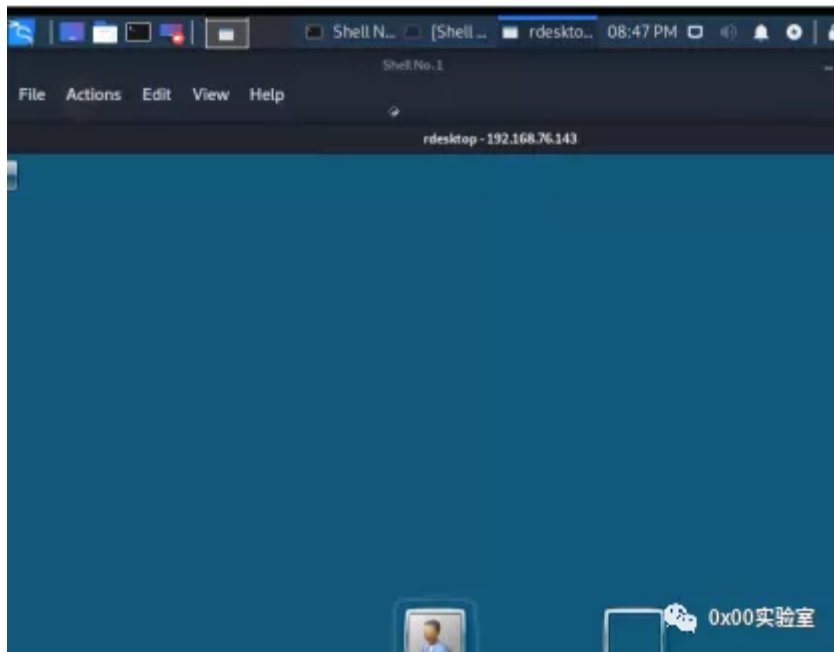 Shell N... [Shell ... rdeskto... 08:47 PM
Shell No. 1
File Actions Edit View Help
rdesktop - 192.168.76.143
0x00实验室